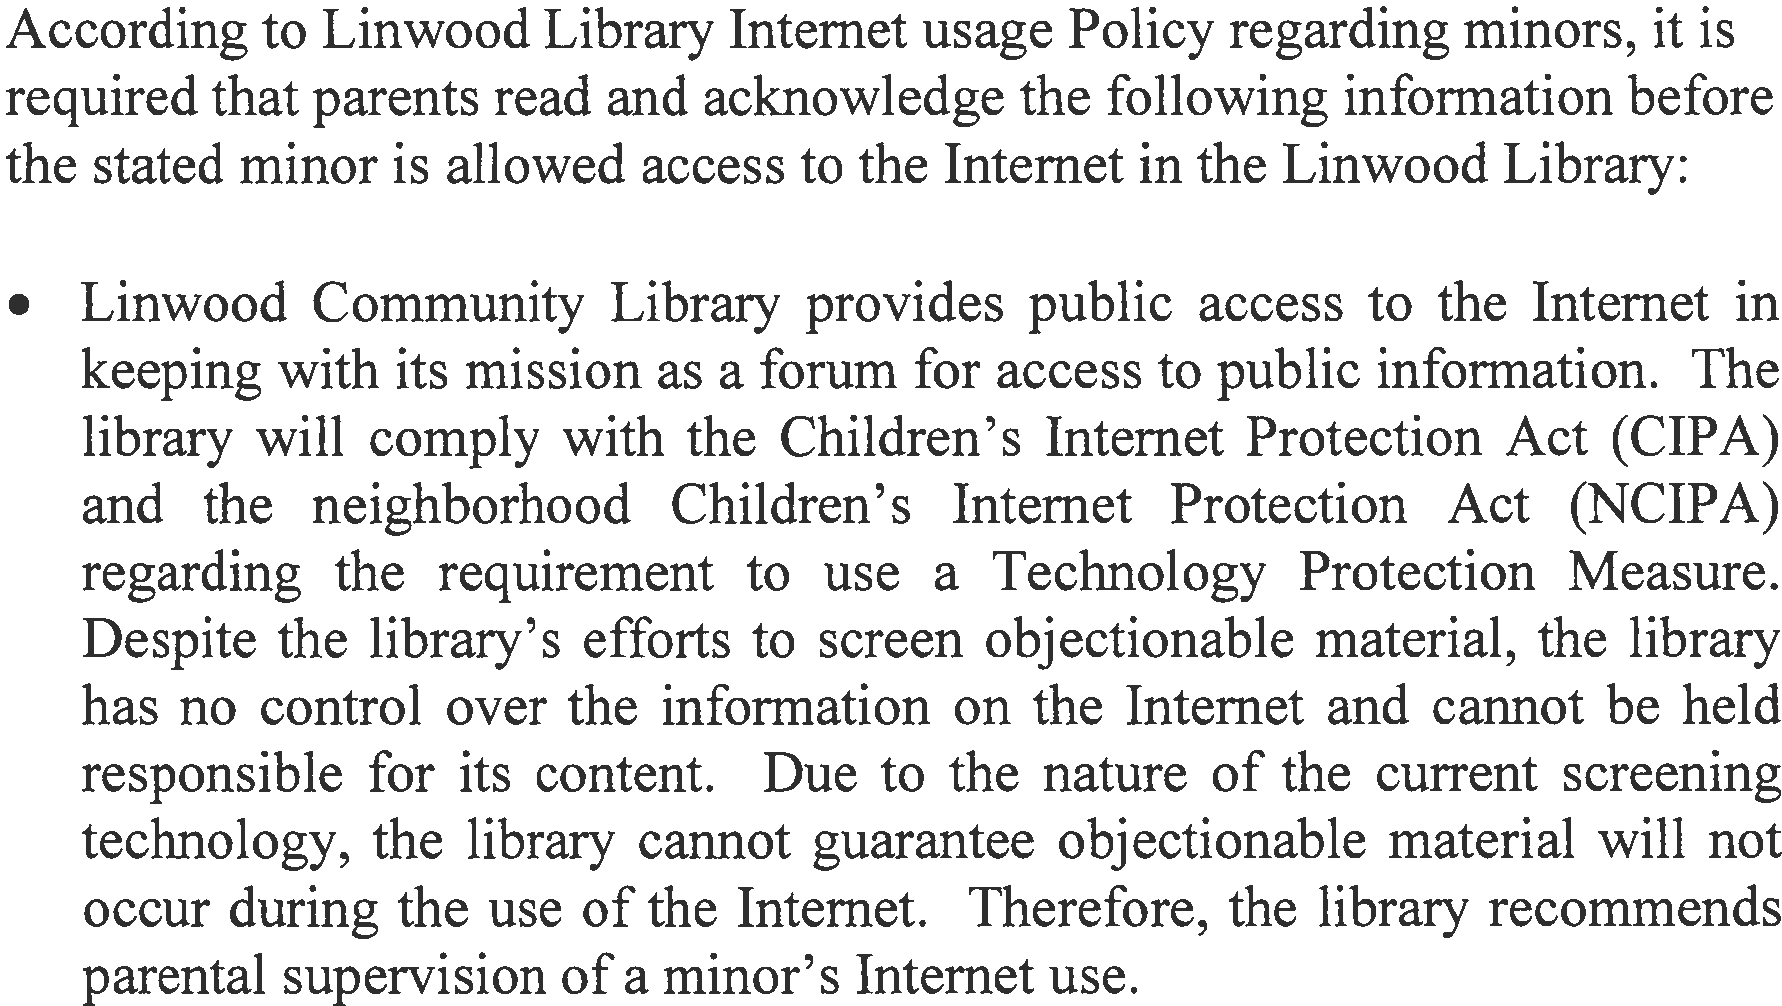 According to Linwood Library Internet usage Policy regarding minors, it is
required that parents read and acknowledge the following information before
the stated minor is allowed access to the Internet in the Linwood Library:
• Linwood Community Library provides public access to the Internet in
keeping with its mission as a forum for access to public information. The
library will comply with the Children's Internet Protection Act (CIPA)
and the neighborhood Children's Internet Protection Act (NCIPA)
regarding the requirement to use a Technology Protection Measure.
Despite the library's efforts to screen objectionable material, the library
has no control over the information on the Internet and cannot be held
responsible for its content. Due to the nature of the current screening
technology, the library cannot guarantee objectionable material will not
occur during the use of the Internet. Therefore, the library recommends
parental supervision of a minor's Internet use.